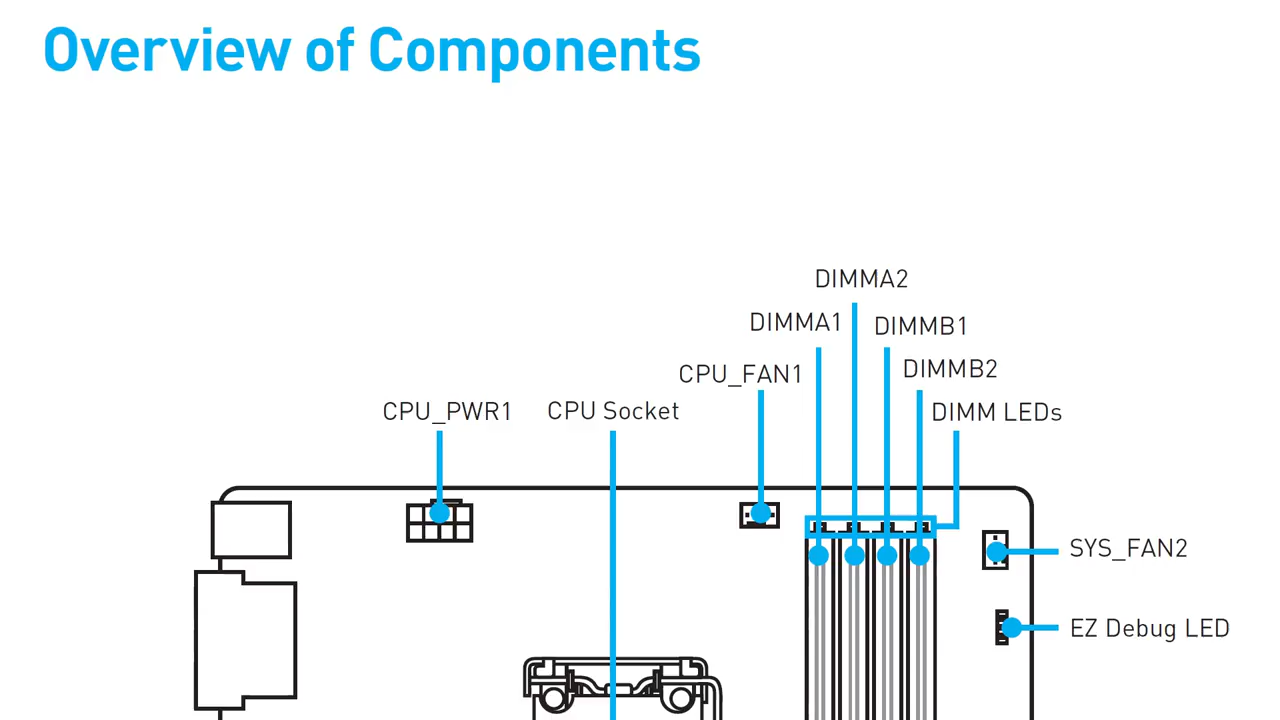 Overview of Components
DIMMA2
DIMMA1
DIMMB1
DIMMB2
CPU_FAN1
CPU_PWR1
CPU Socket
DIMM LEDs
SYS_FAN2
EZ Debug LED